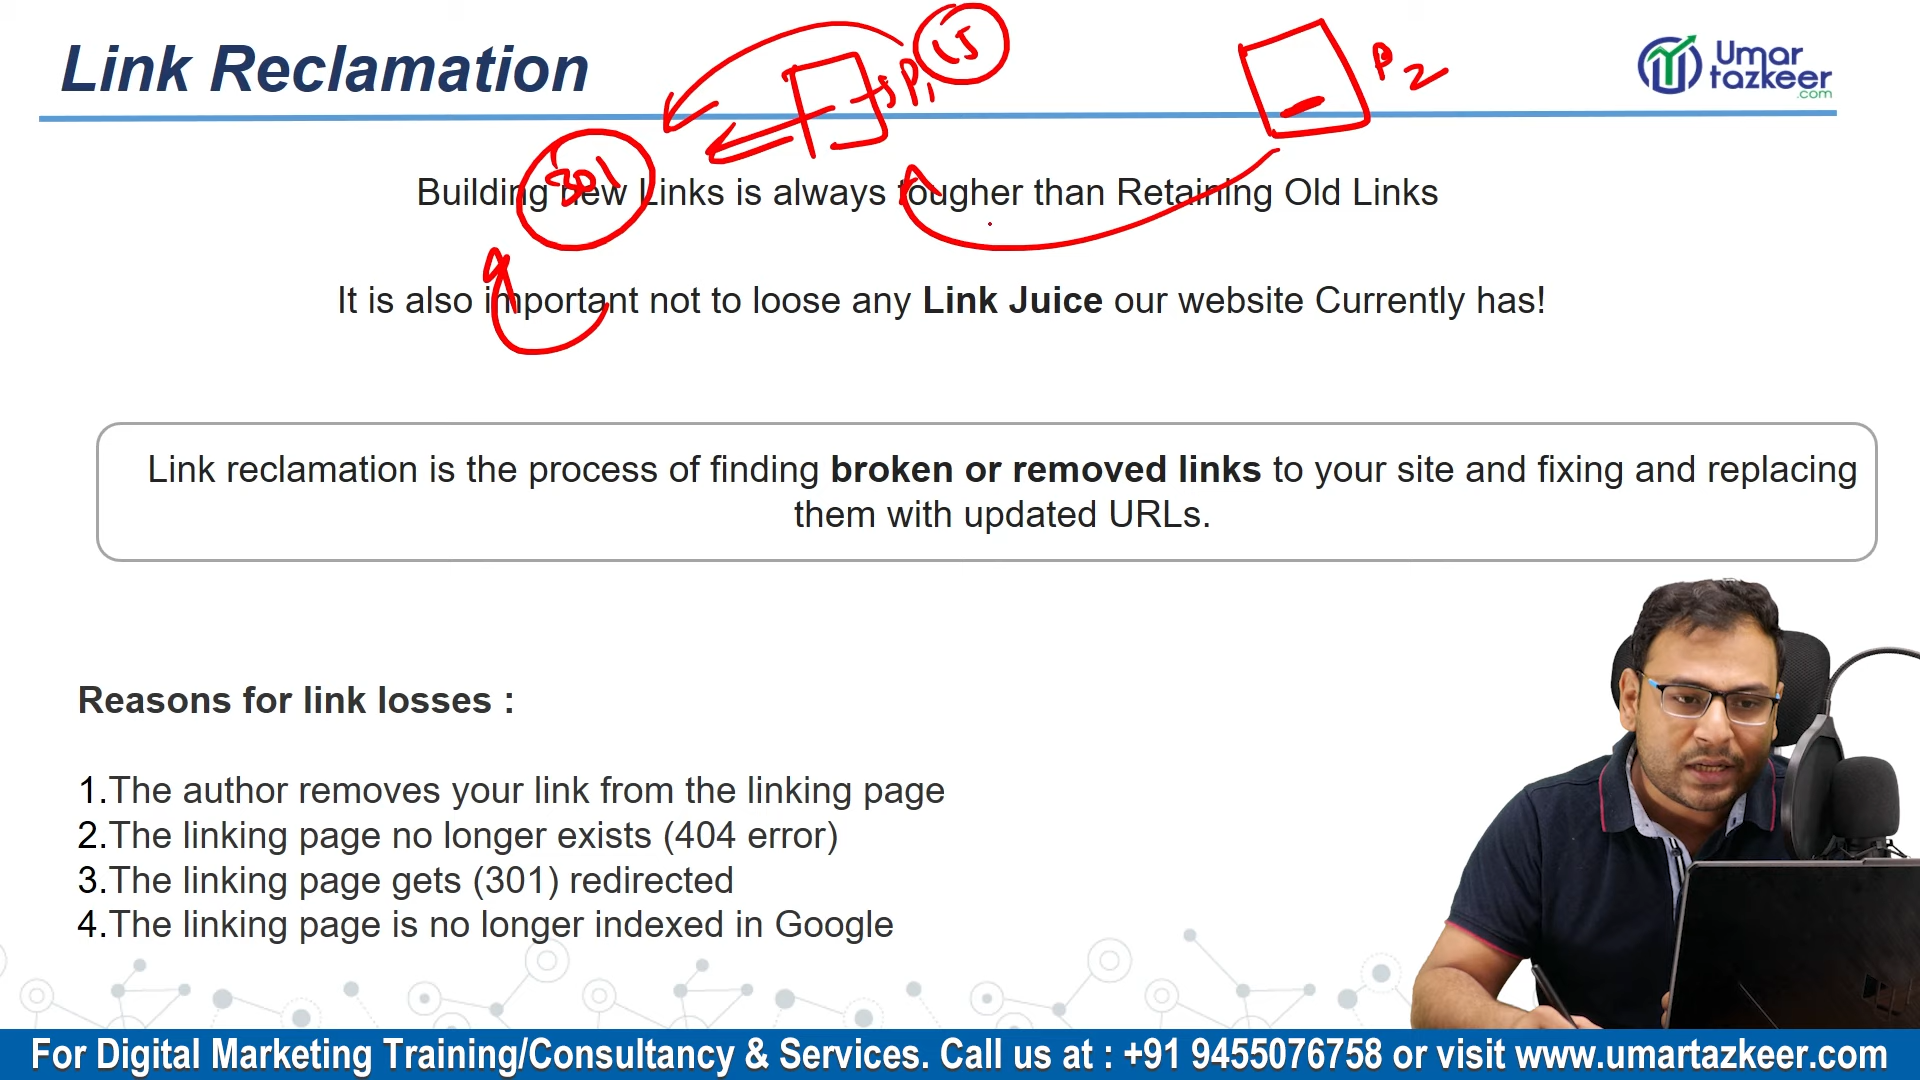 Link Reclamation
15
P1
P2
Umar
tazkeer
.com
301
Building new Links is always tougher than Retaining Old Links
It is also important not to loose any Link Juice our website Currently has!
Link reclamation is the process of finding broken or removed links to your site and fixing and replacing
them with updated URLs.
Reasons for link losses :
1.The author removes your link from the linking page
2.The linking page no longer exists (404 error)
3.The linking page gets (301) redirected
4.The linking page is no longer indexed in Google
For Digital Marketing Training/Consultancy & Services. Call us at : +91 9455076758 or visit www.umartazkeer.com